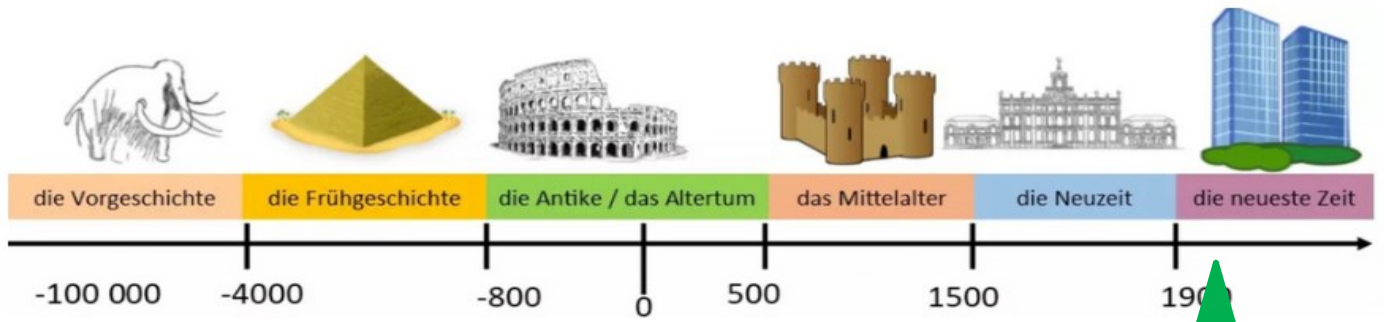 die Vorgeschichte die Frühgeschichte die Antike / das Altertum das Mittelalter die Neuzeit die neueste Zeit
-100 000 -4000 -800 0 500 1500 1900